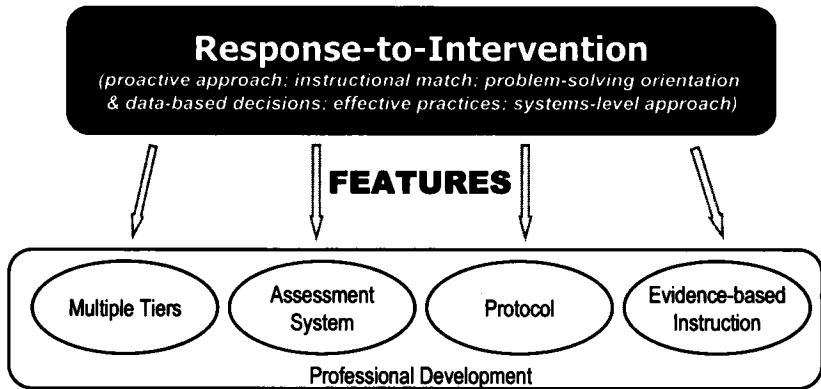 Response-to-Intervention
(proactive approach; instructional match; problem-solving orientation
& data-based decisions; effective practices; systems-level approach)
FEATURES
Multiple Tiers
Assessment
System
Protocol
Evidence-based
Instruction
Professional Development